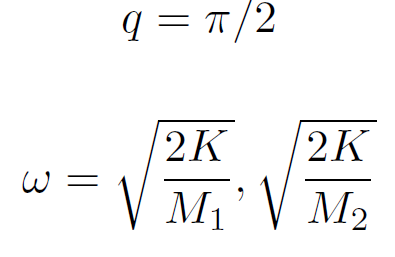 q = π/2
ω = √(2K/M₁), √(2K/M₂)